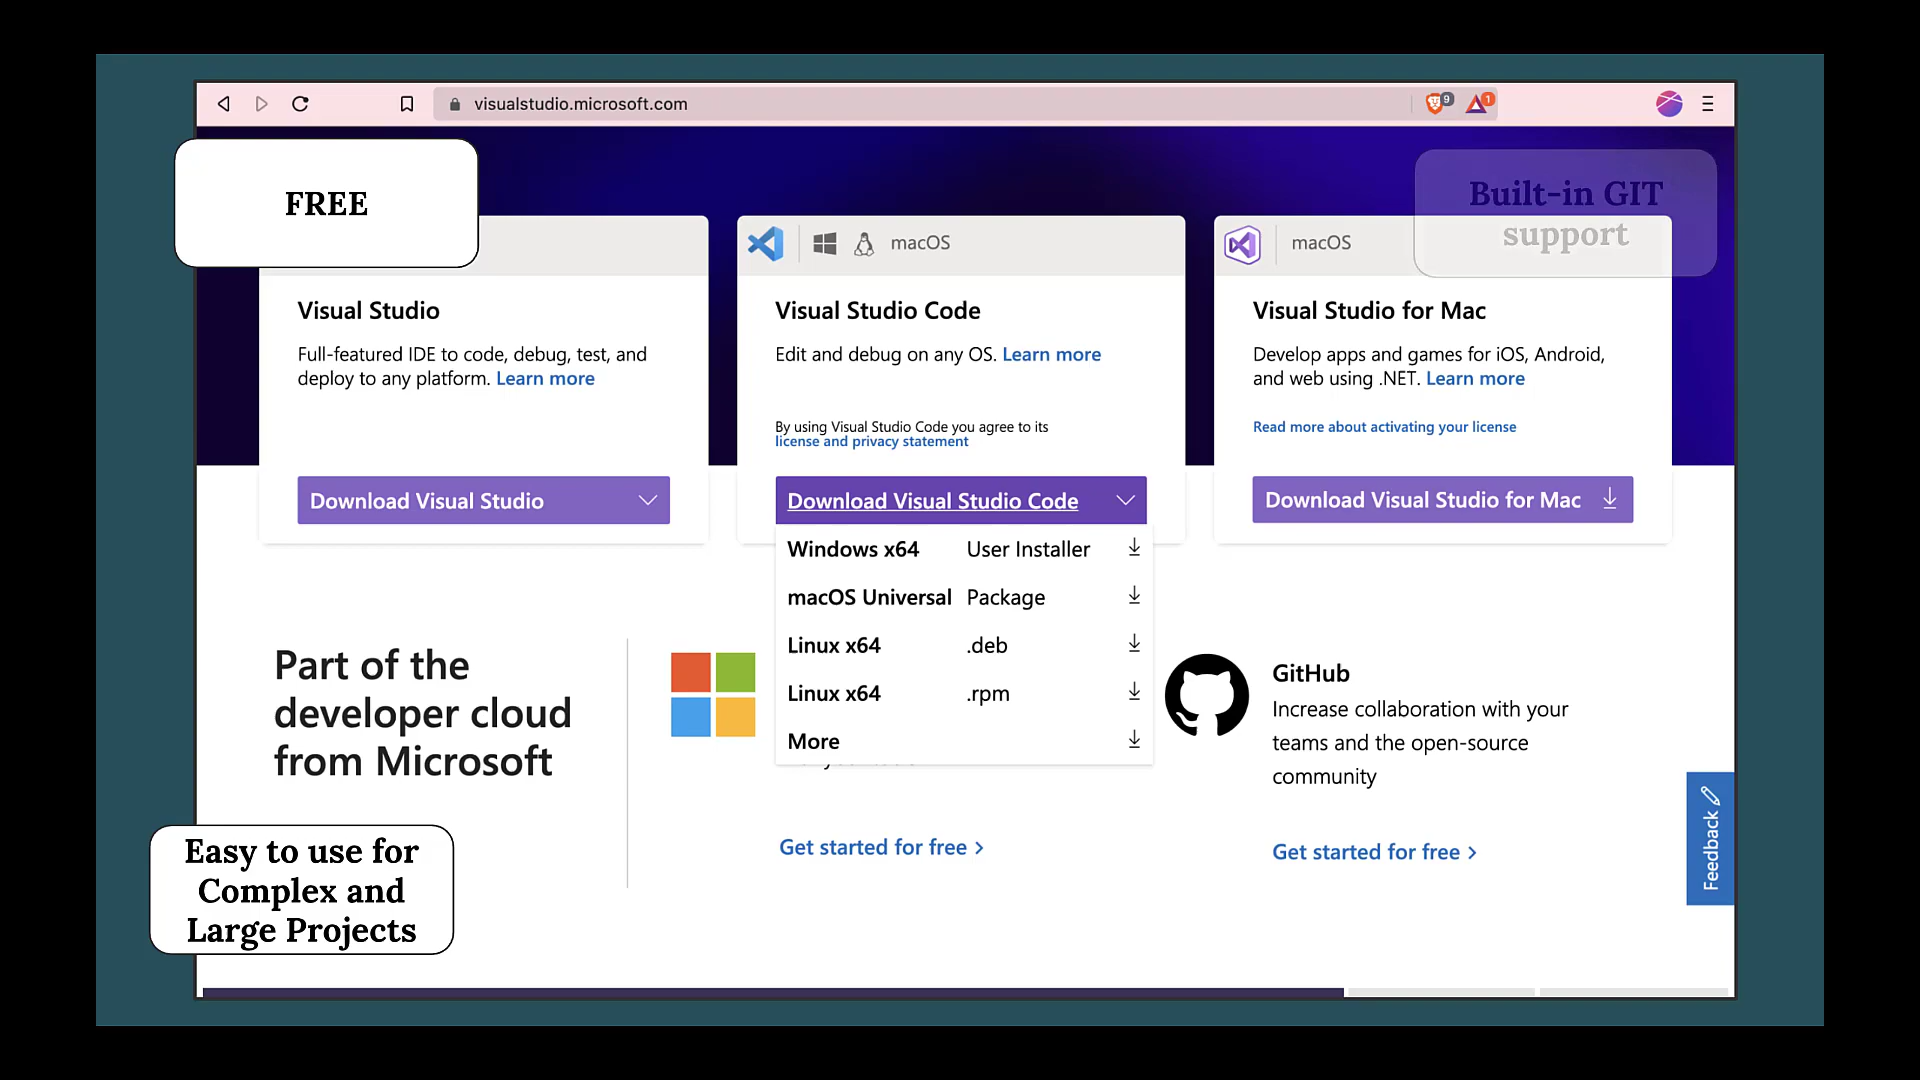 visualstudio.microsoft.com
9
1
FREE
Built-in GIT
support
macOS
macOS
Visual Studio
Full-featured IDE to code, debug, test, and
deploy to any platform. Learn more
Download Visual Studio
Visual Studio Code
Edit and debug on any OS. Learn more
By using Visual Studio Code you agree to its
license and privacy statement
Download Visual Studio Code
Windows x64 User Installer
macOS Universal Package
Linux x64 .deb
Linux x64 .rpm
More
Visual Studio for Mac
Develop apps and games for iOS, Android,
and web using .NET. Learn more
Read more about activating your license
Download Visual Studio for Mac
Part of the
developer cloud
from Microsoft
Get started for free
GitHub
Increase collaboration with your
teams and the open-source
community
Get started for free
Feedback
Easy to use for
Complex and
Large Projects